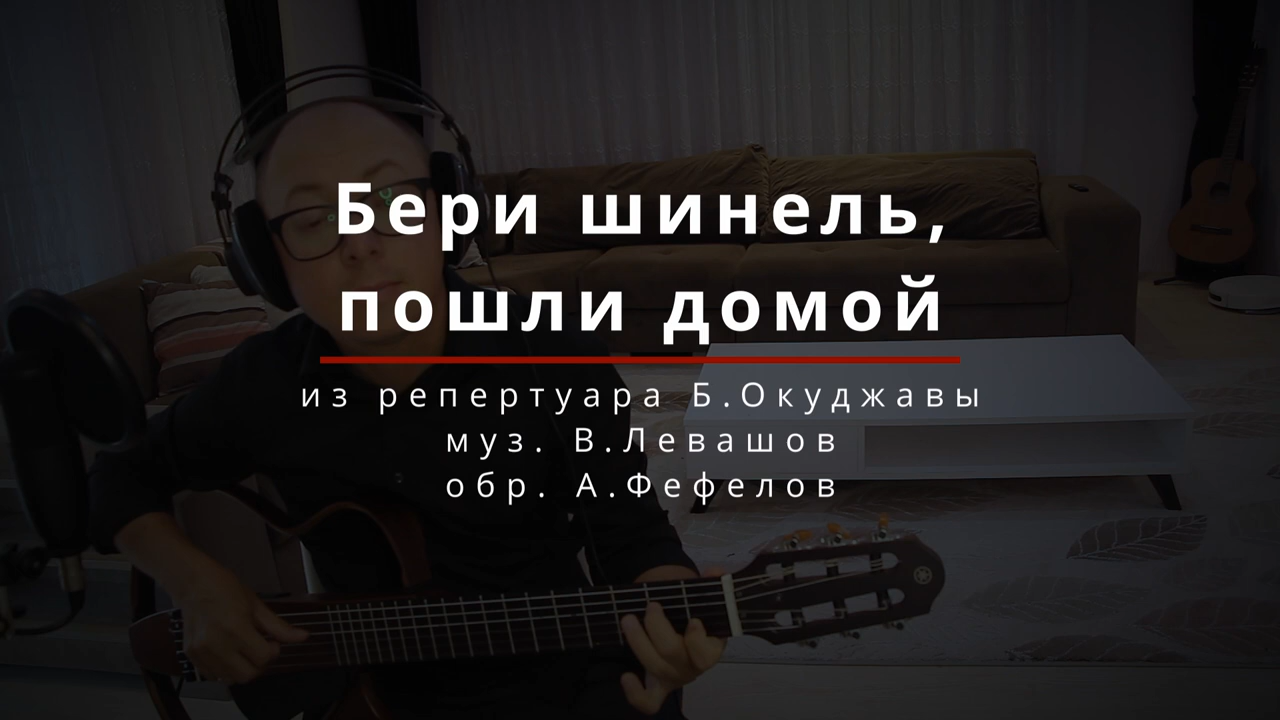 Бери шинель,
пошли домой
из репертуара Б.Окуджавы
муз. В.Левашов
обр. А.Фефелов